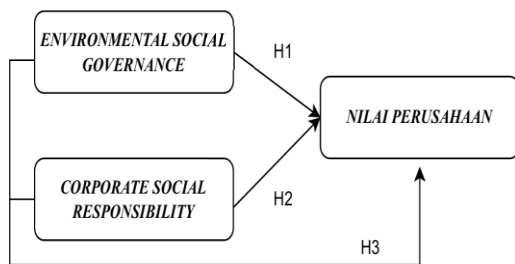 ENVIRONMENTAL SOCIAL
GOVERNANCE
H1
NILAI PERUSAHAAN
CORPORATE SOCIAL
RESPONSIBILITY
H2
H3